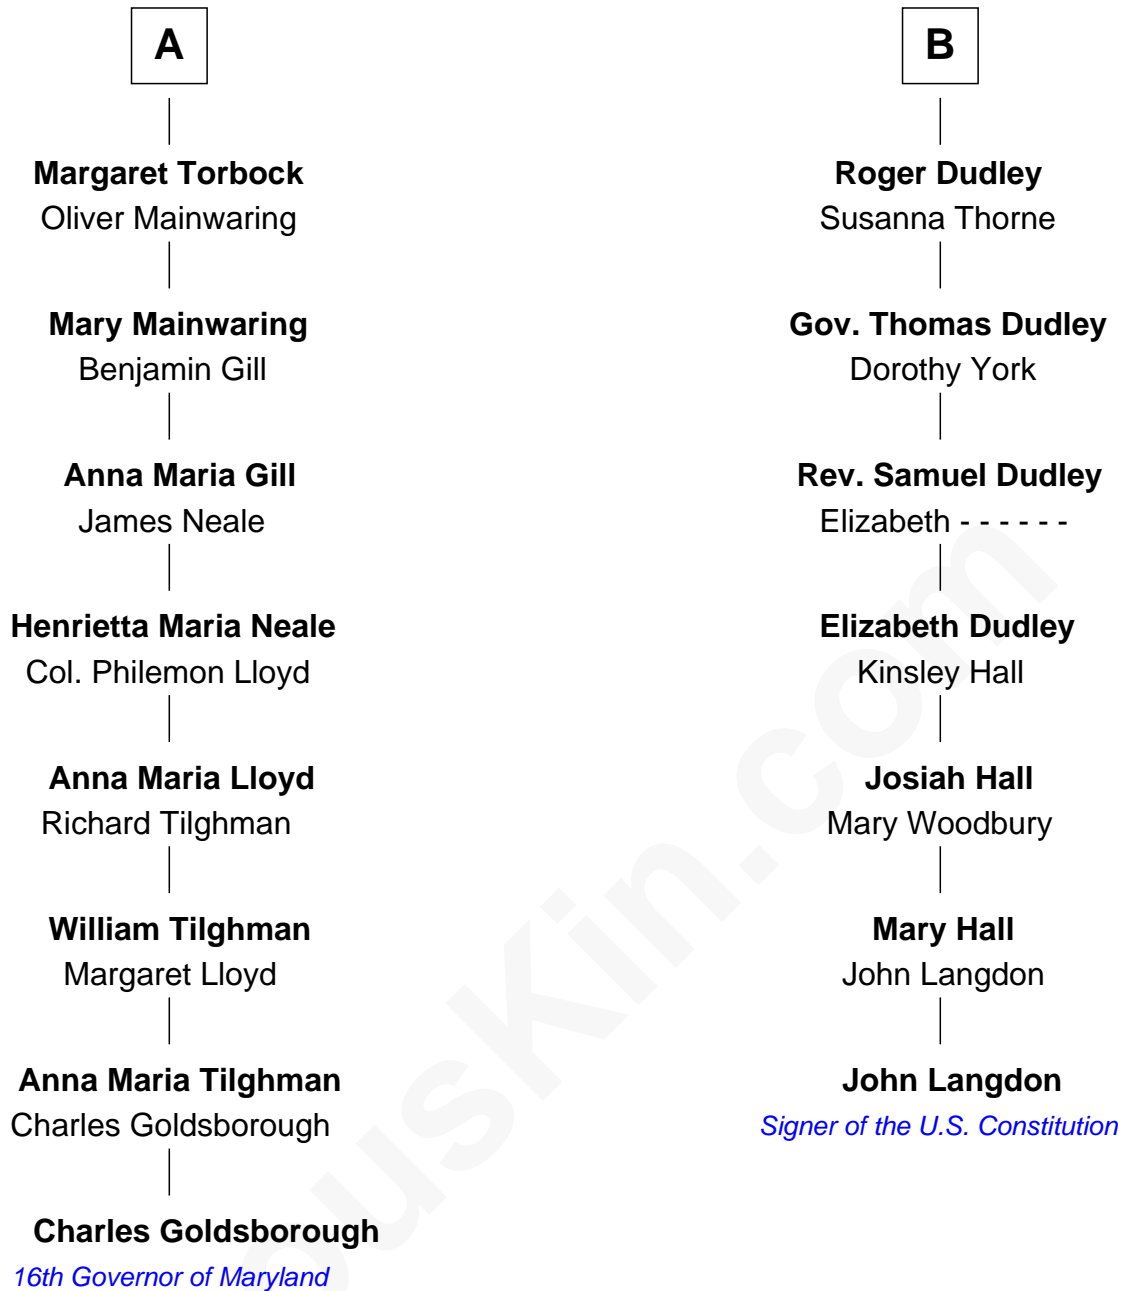 A
Margaret Torbock
Oliver Mainwaring
Mary Mainwaring
Benjamin Gill
Anna Maria Gill
James Neale
Henrietta Maria Neale
Col. Philemon Lloyd
Anna Maria Lloyd
Richard Tilghman
William Tilghman
Margaret Lloyd
Anna Maria Tilghman
Charles Goldsborough
Charles Goldsborough
16th Governor of Maryland
B
Roger Dudley
Susanna Thorne
Gov. Thomas Dudley
Dorothy York
Rev. Samuel Dudley
Elizabeth - - - - - -
Elizabeth Dudley
Kinsley Hall
Josiah Hall
Mary Woodbury
Mary Hall
John Langdon
John Langdon
Signer of the U.S. Constitution
ousKin.com